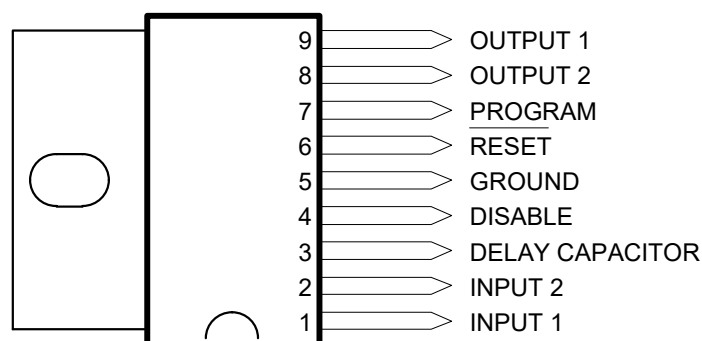 9 OUTPUT 1
8 OUTPUT 2
7 PROGRAM
6 RESET
5 GROUND
4 DISABLE
3 DELAY CAPACITOR
2 INPUT 2
1 INPUT 1